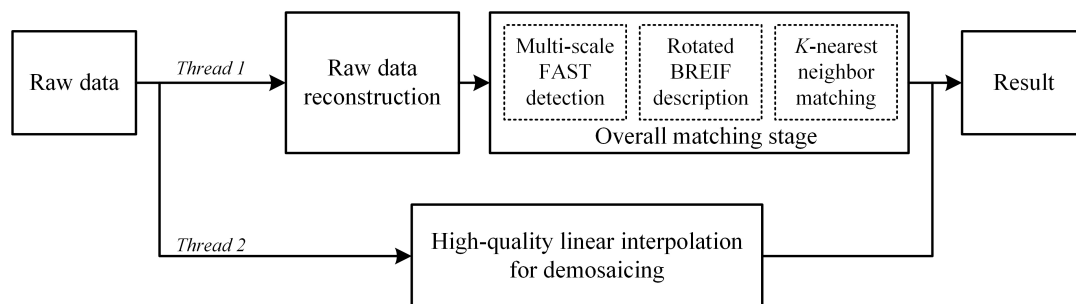 Raw data
Thread 1
Raw data
reconstruction
Multi-scale
FAST
detection
Rotated
BREIF
description
K-nearest
neighbor
matching
Overall matching stage
Result
Thread 2
High-quality linear interpolation
for demosaicing